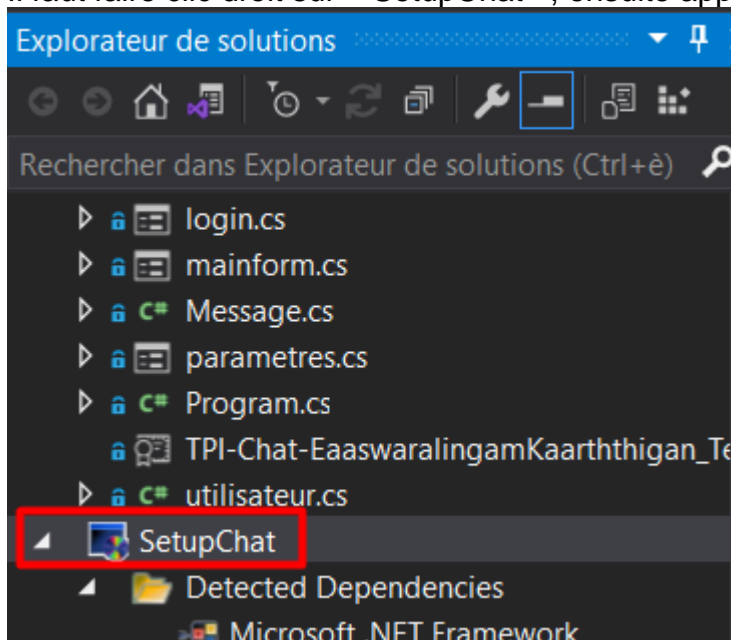 Explorateur de solutions
Rechercher dans Explorateur de solutions (Ctrl+è)
login.cs
mainform.cs
C# Message.cs
parametres.cs
C# Program.cs
TPI-Chat-EaaswaralingamKaarththigan_Te
C# utilisateur.cs
SetupChat
Detected Dependencies
Microsoft .NET Framework